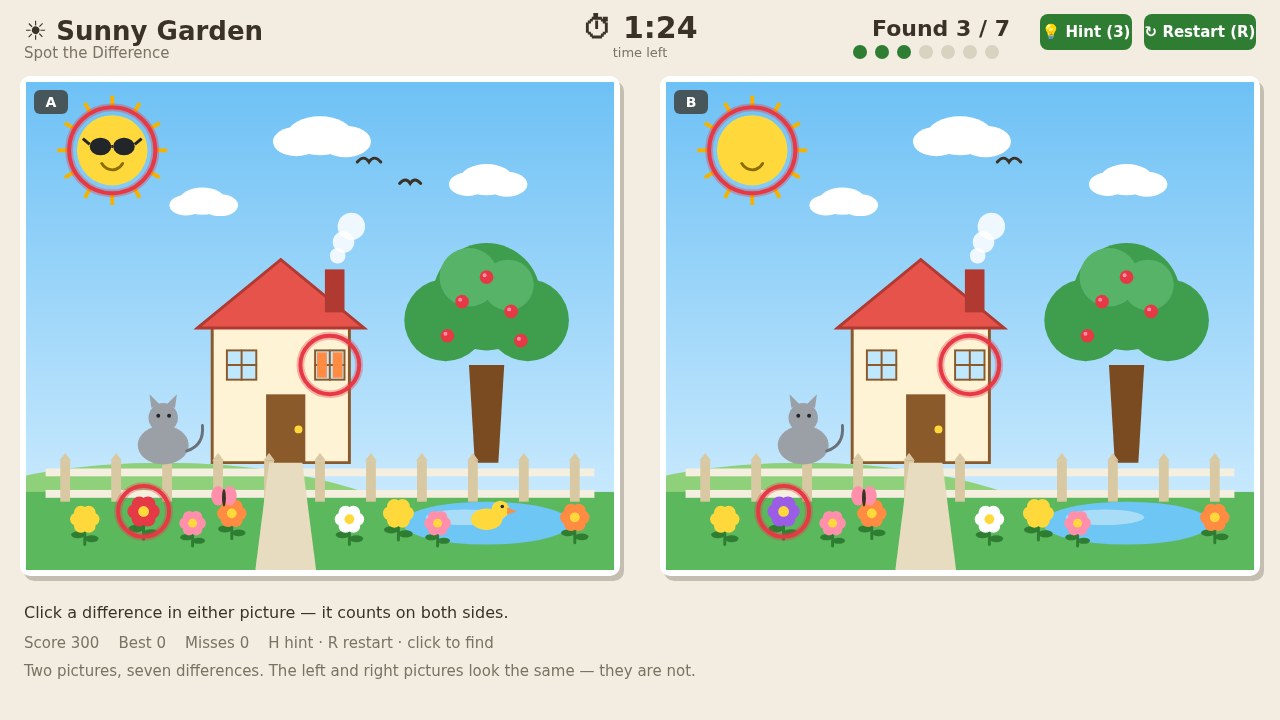 ☀ Sunny Garden
Spot the Difference
⏱ 1:24
time left
Found 3 / 7
💡 Hint (3)
↻ Restart (R)
A
B
Click a difference in either picture — it counts on both sides.
Score 300 Best 0 Misses 0 H hint · R restart · click to find
Two pictures, seven differences. The left and right pictures look the same — they are not.